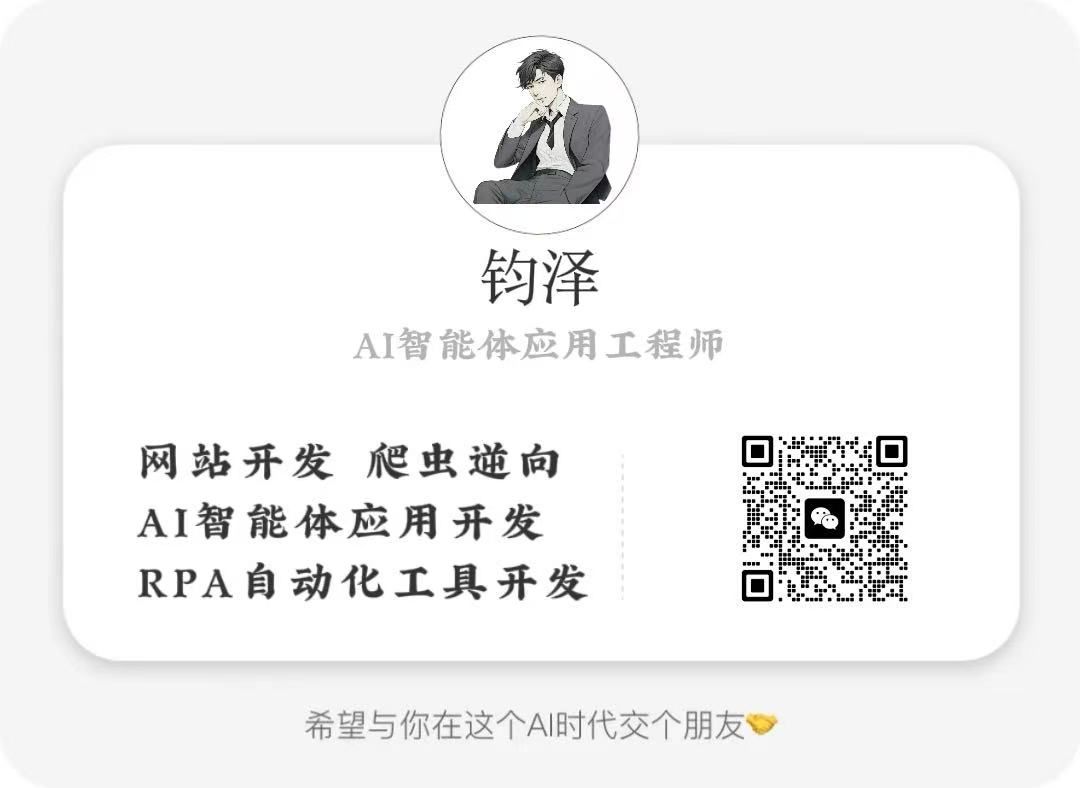 钧泽
AI智能体应用工程师
网站开发 爬虫逆向
AI智能体应用开发
RPA自动化工具开发
希望与你在这个AI时代交个朋友🤝